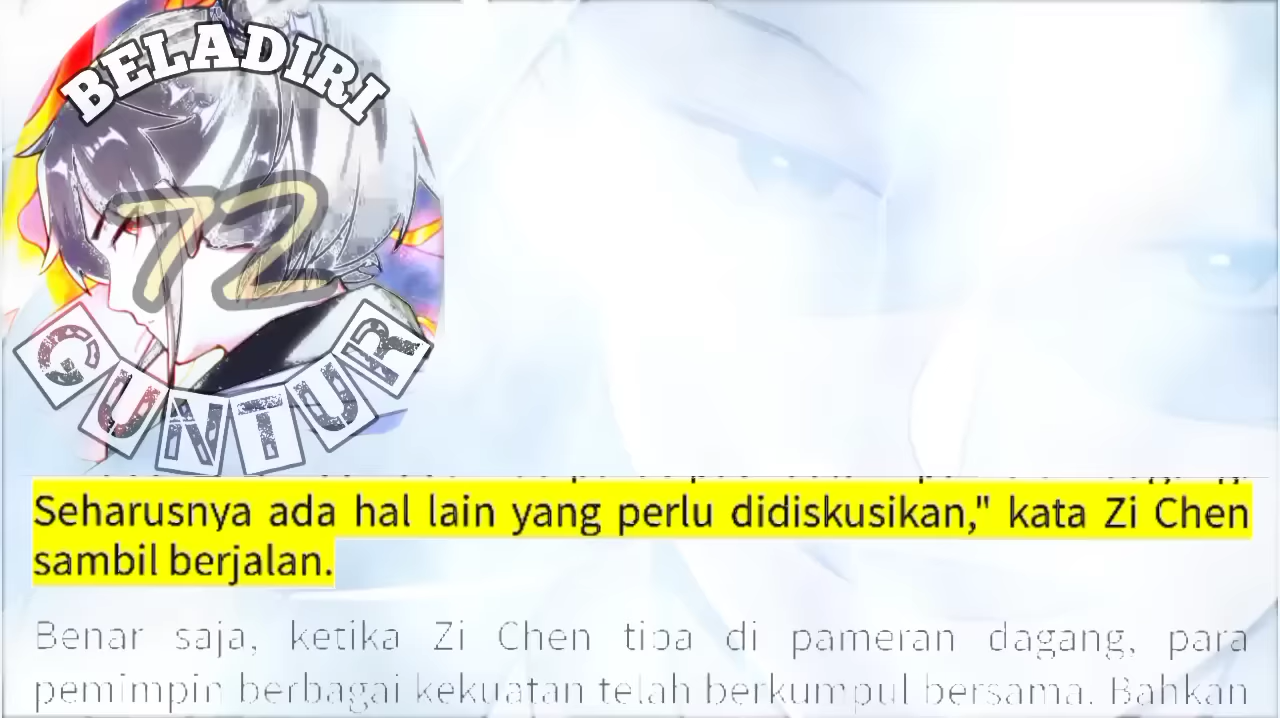 BELADIRI
72
GUNTUR
Seharusnya ada hal lain yang perlu didiskusikan," kata Zi Chen
sambil berjalan.
Benar saja, ketika Zi Chen tiba di pameran dagang, para
pemimpin berbagai kekuatan telah berkumpul bersama. Bahkan